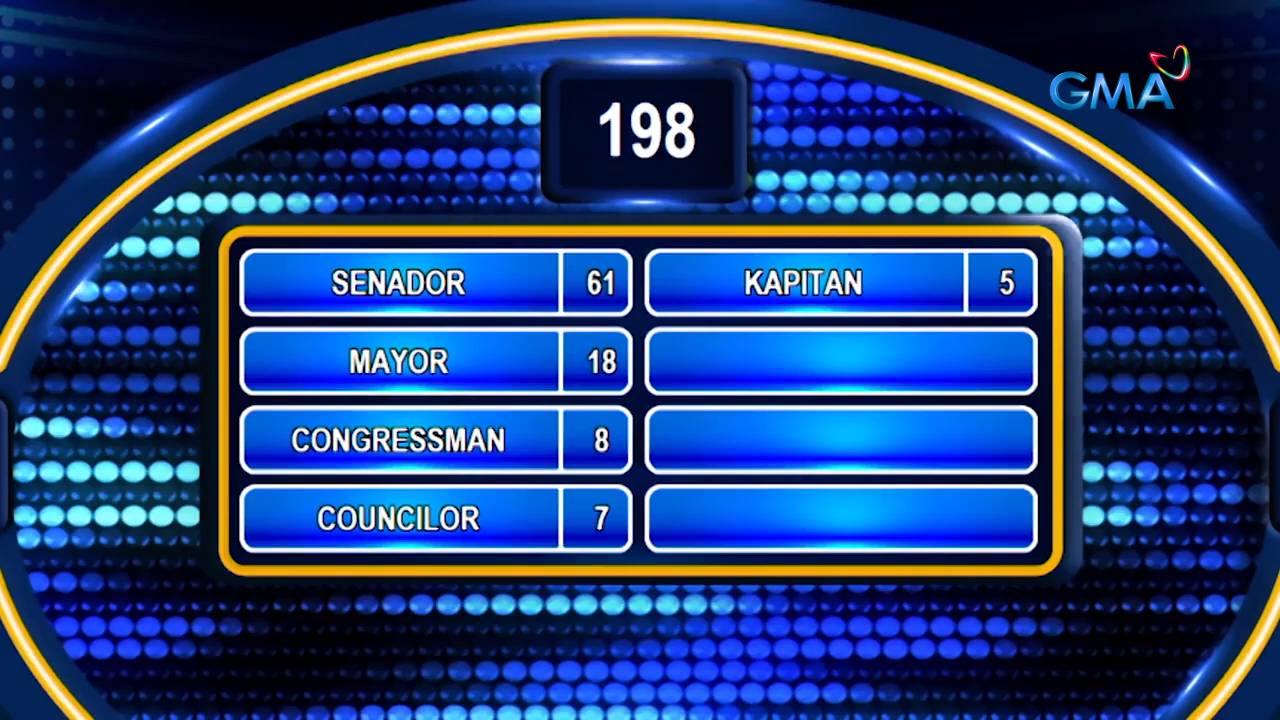 GMA
198
SENADOR 61
MAYOR 18
CONGRESSMAN 8
COUNCILOR 7
KAPITAN 5